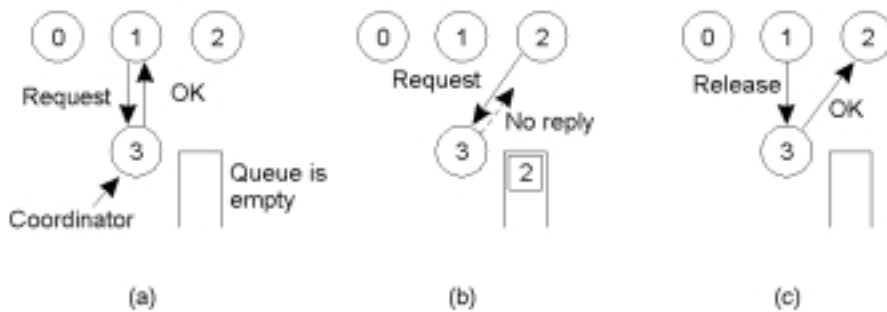 0 1 2
Request OK
3
Queue is
empty
Coordinator
(a)
0 1 2
Request
No reply
3
2
(b)
0 1 2
Release
OK
3
(c)